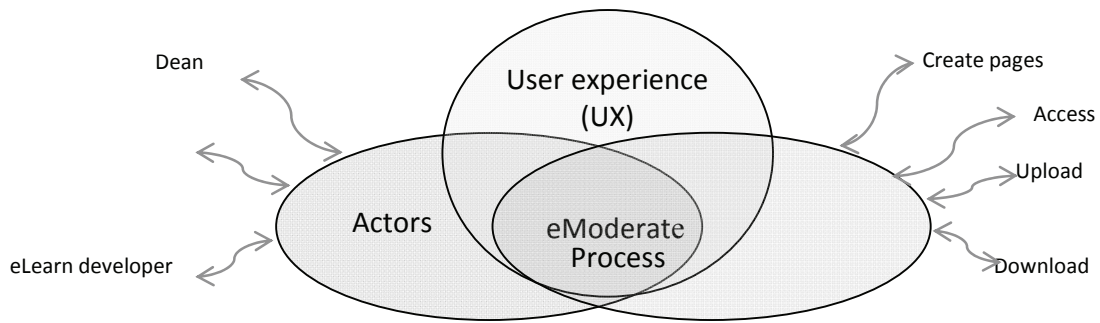 Dean
User experience
(UX)
Create pages
Access
Upload
Actors
eModerate
Process
eLearn developer
Download